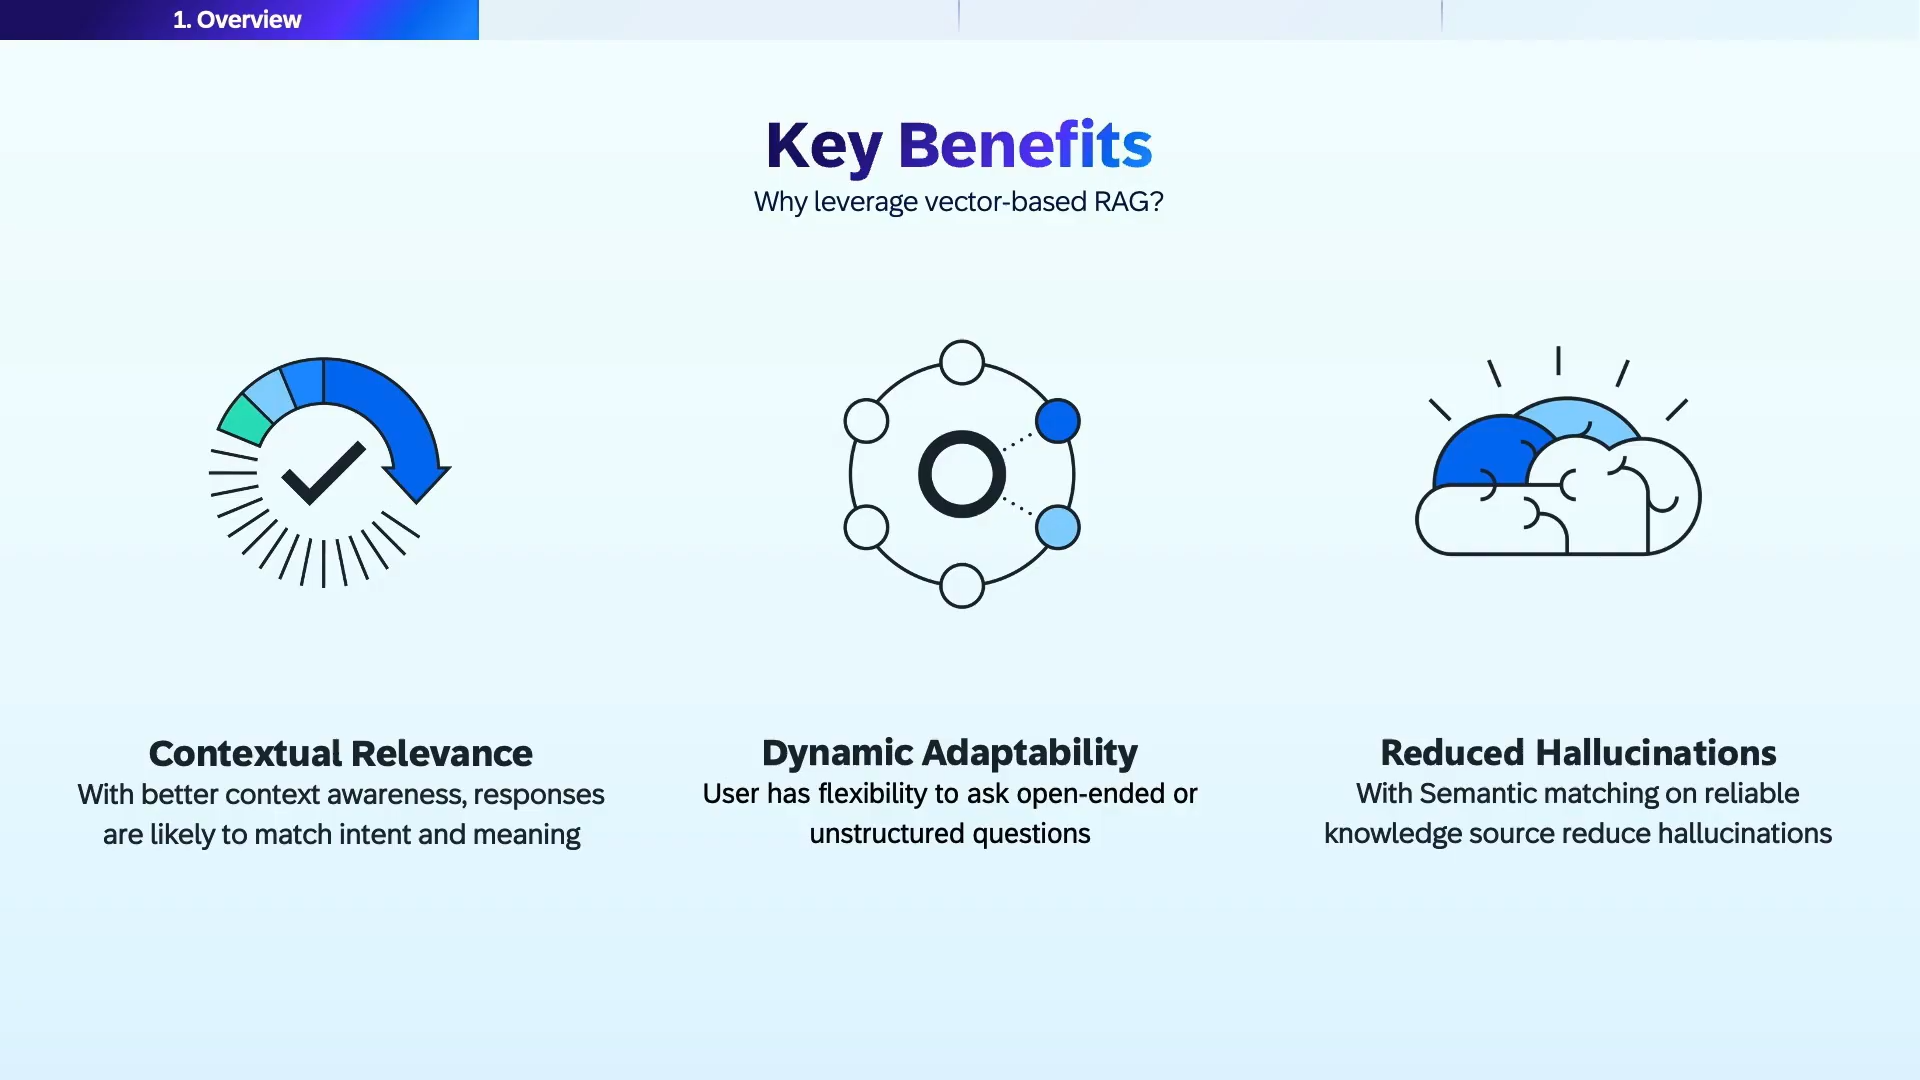 1. Overview
Key Benefits
Why leverage vector-based RAG?
Contextual Relevance
With better context awareness, responses
are likely to match intent and meaning
Dynamic Adaptability
User has flexibility to ask open-ended or
unstructured questions
Reduced Hallucinations
With Semantic matching on reliable
knowledge source reduce hallucinations